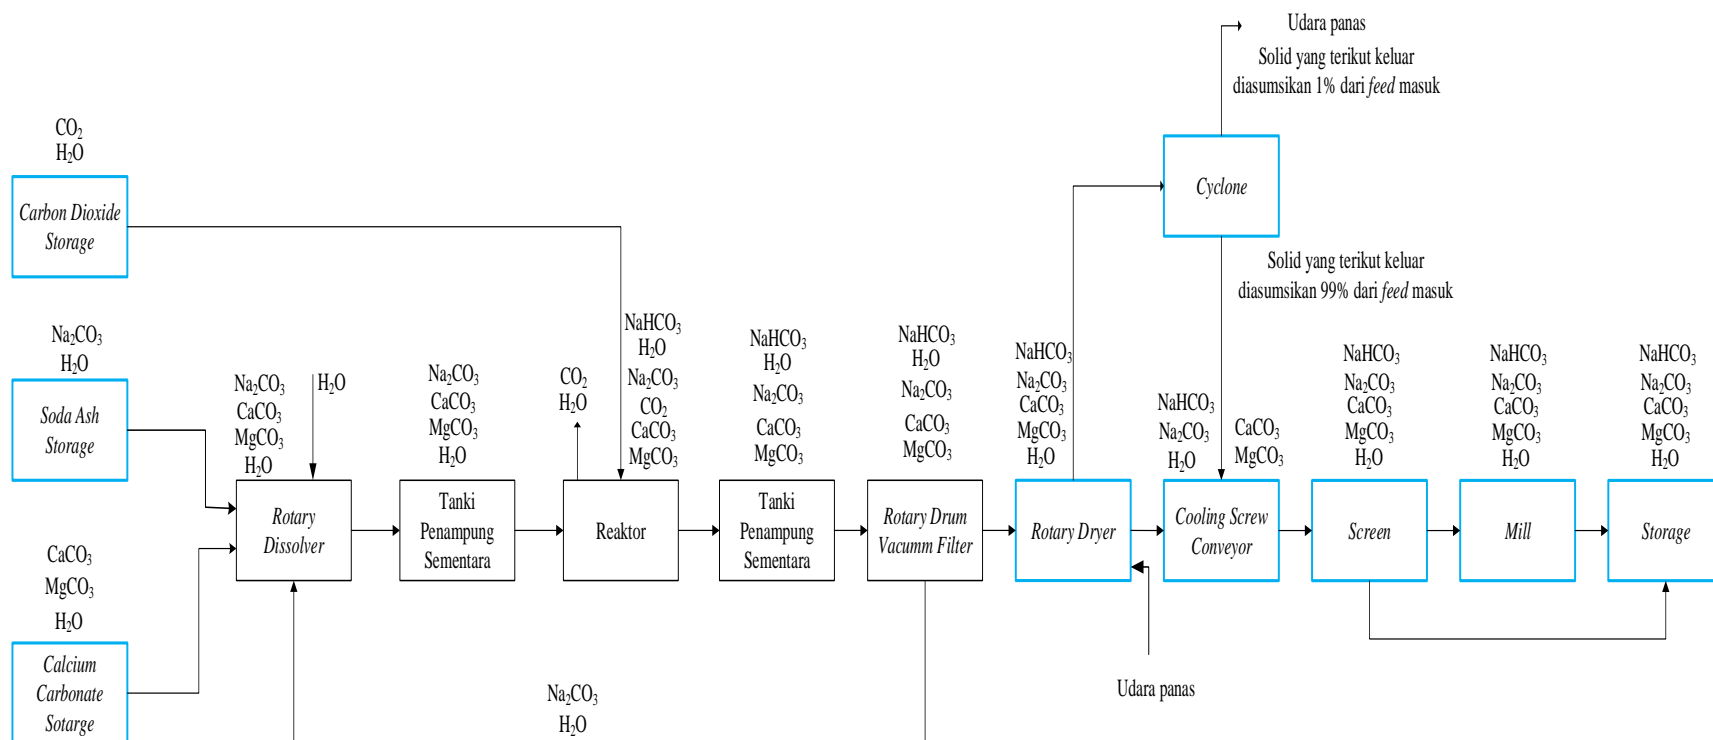 Udara panas
Solid yang terikut keluar
diasumsikan 1% dari feed masuk
CO₂
H₂O
Carbon Dioxide
Storage
Cyclone
Solid yang terikut keluar
diasumsikan 99% dari feed masuk
Na₂CO₃
H₂O
Soda Ash
Storage
Na₂CO₃
CaCO₃
MgCO₃
H₂O
H₂O
Na₂CO₃
CaCO₃
MgCO₃
H₂O
CO₂
H₂O
NaHCO₃
H₂O
Na₂CO₃
CO₂
CaCO₃
MgCO₃
NaHCO₃
H₂O
Na₂CO₃
CaCO₃
MgCO₃
NaHCO₃
H₂O
Na₂CO₃
CaCO₃
MgCO₃
NaHCO₃
Na₂CO₃
CaCO₃
MgCO₃
H₂O
NaHCO₃
Na₂CO₃
H₂O
CaCO₃
MgCO₃
NaHCO₃
Na₂CO₃
CaCO₃
MgCO₃
H₂O
NaHCO₃
Na₂CO₃
CaCO₃
MgCO₃
H₂O
NaHCO₃
Na₂CO₃
CaCO₃
MgCO₃
H₂O
Rotary
Dissolver
Tanki
Penampung
Sementara
Reaktor
Tanki
Penampung
Sementara
Rotary Drum
Vacumm Filter
Rotary Dryer
Cooling Screw
Conveyor
Screen
Mill
Storage
CaCO₃
MgCO₃
H₂O
Calcium
Carbonate
Sotarge
Na₂CO₃
H₂O
Udara panas